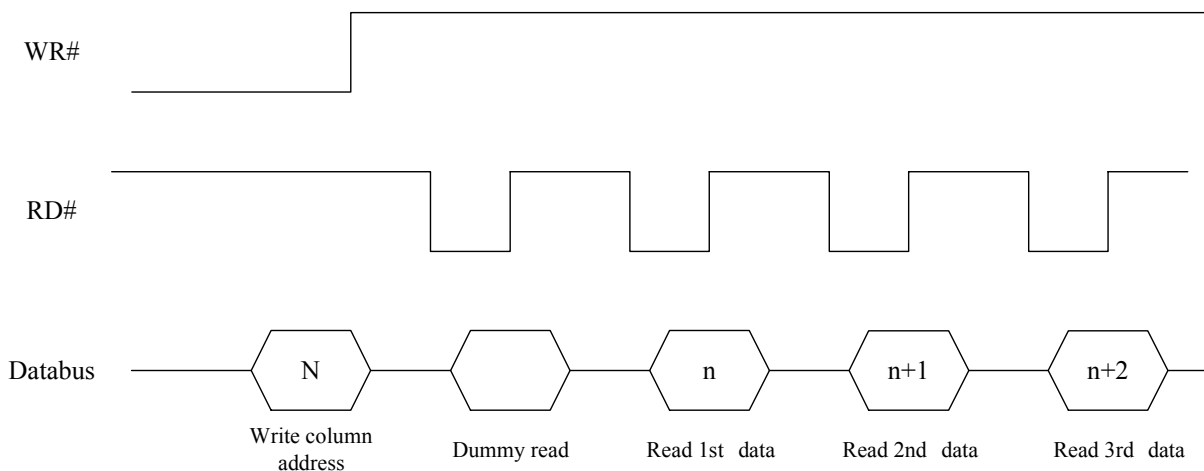 WR#
RD#
Databus
N
n
n+1
n+2
Write column
address
Dummy read
Read 1st data
Read 2nd data
Read 3rd data